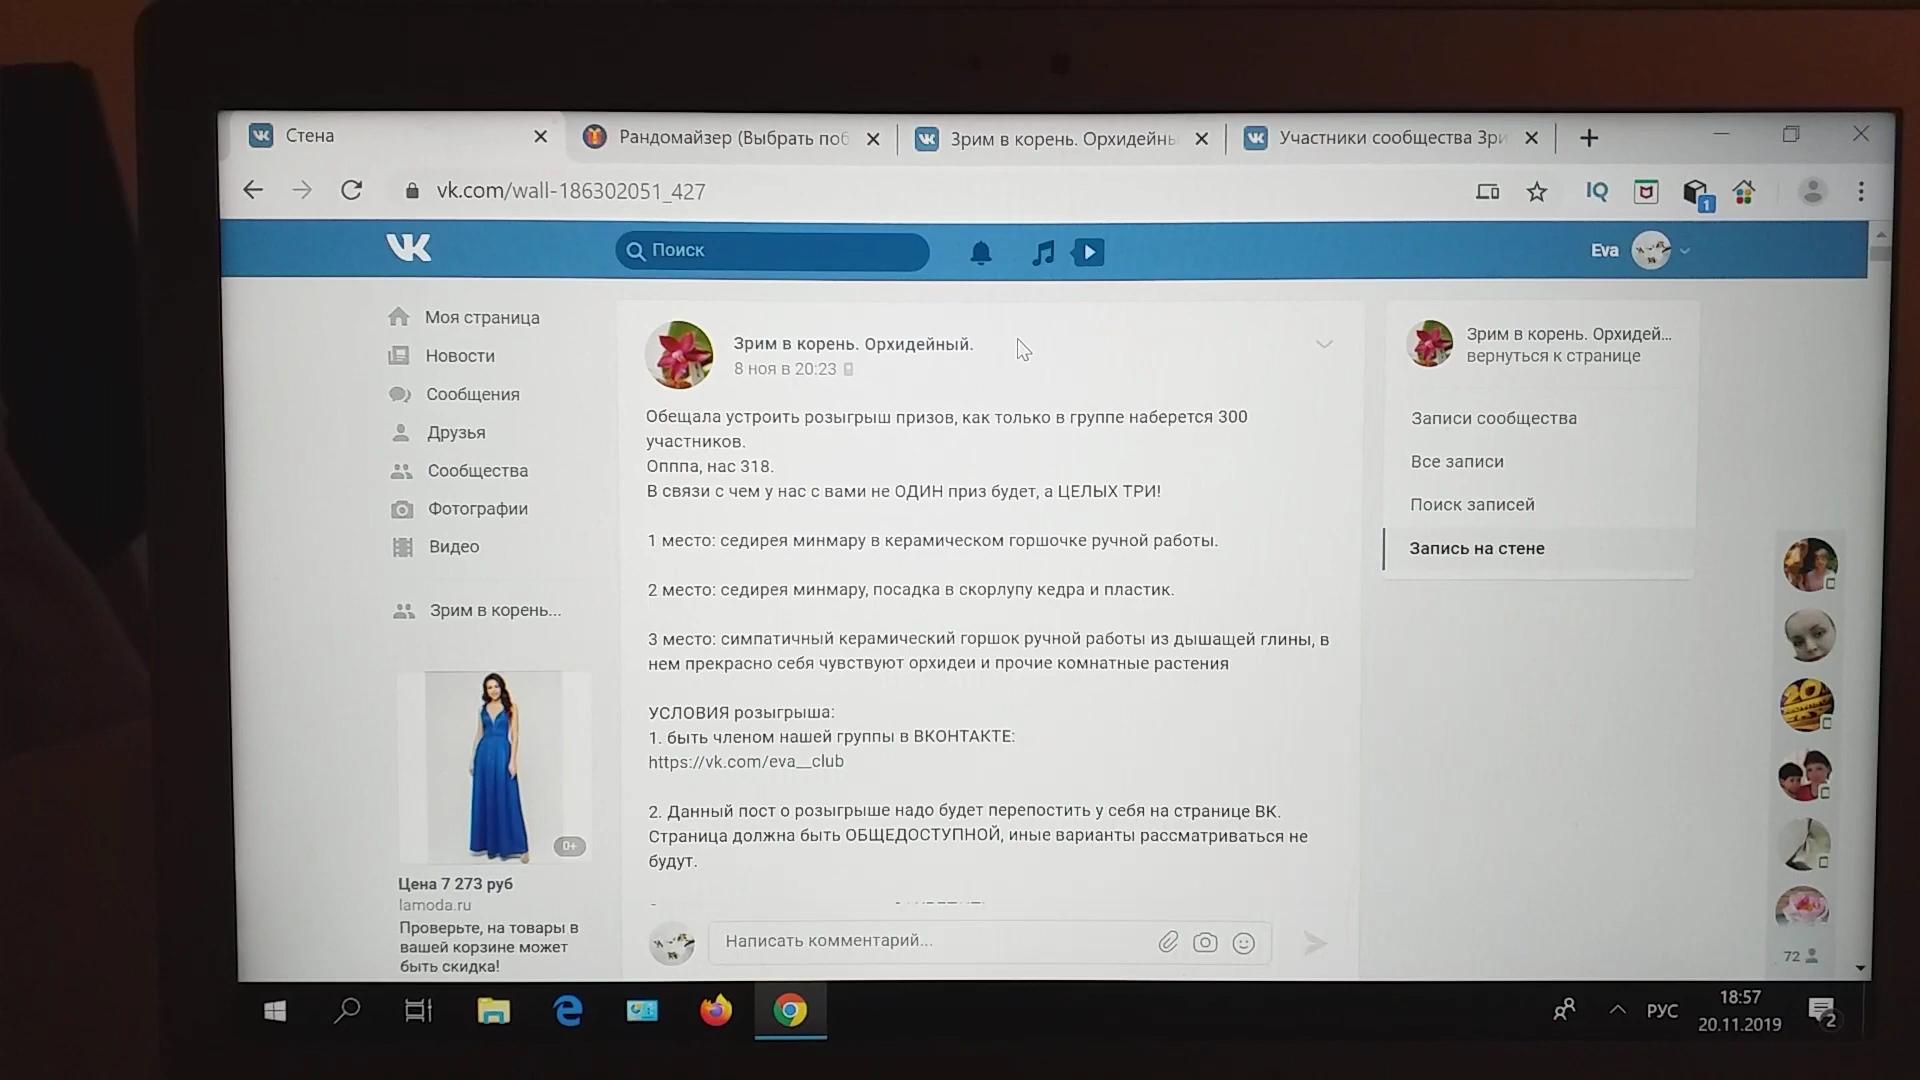 Стена
Рандомайзер (Выбрать поб
Зрим в корень. Орхидейны
Участники сообщества Зри
vk.com/wall-186302051_427
IQ
1
Поиск
Eva
Моя страница
Новости
Сообщения
Друзья
Сообщества
Фотографии
Видео
Зрим в корень...
0+
Цена 7 273 руб
lamoda.ru
Проверьте, на товары в
вашей корзине может
быть скидка!
Зрим в корень. Орхидейный.
8 ноя в 20:23
Обещала устроить розыгрыш призов, как только в группе наберется 300
участников.
Опппа, нас 318.
В связи с чем у нас с вами не ОДИН приз будет, а ЦЕЛЫХ ТРИ!
1 место: седирея минмару в керамическом горшочке ручной работы.
2 место: седирея минмару, посадка в скорлупу кедра и пластик.
3 место: симпатичный керамический горшок ручной работы из дышащей глины, в
нем прекрасно себя чувствуют орхидеи и прочие комнатные растения
УСЛОВИЯ розыгрыша:
1. быть членом нашей группы в ВКОНТАКТЕ:
https://vk.com/eva__club
2. Данный пост о розыгрыше надо будет перепостить у себя на странице ВК.
Страница должна быть ОБЩЕДОСТУПНОЙ, иные варианты рассматриваться не
будут.
Написать комментарий...
Зрим в корень. Орхидей...
вернуться к странице
Записи сообщества
Все записи
Поиск записей
Запись на стене
20
72
РУС
18:57
20.11.2019
2